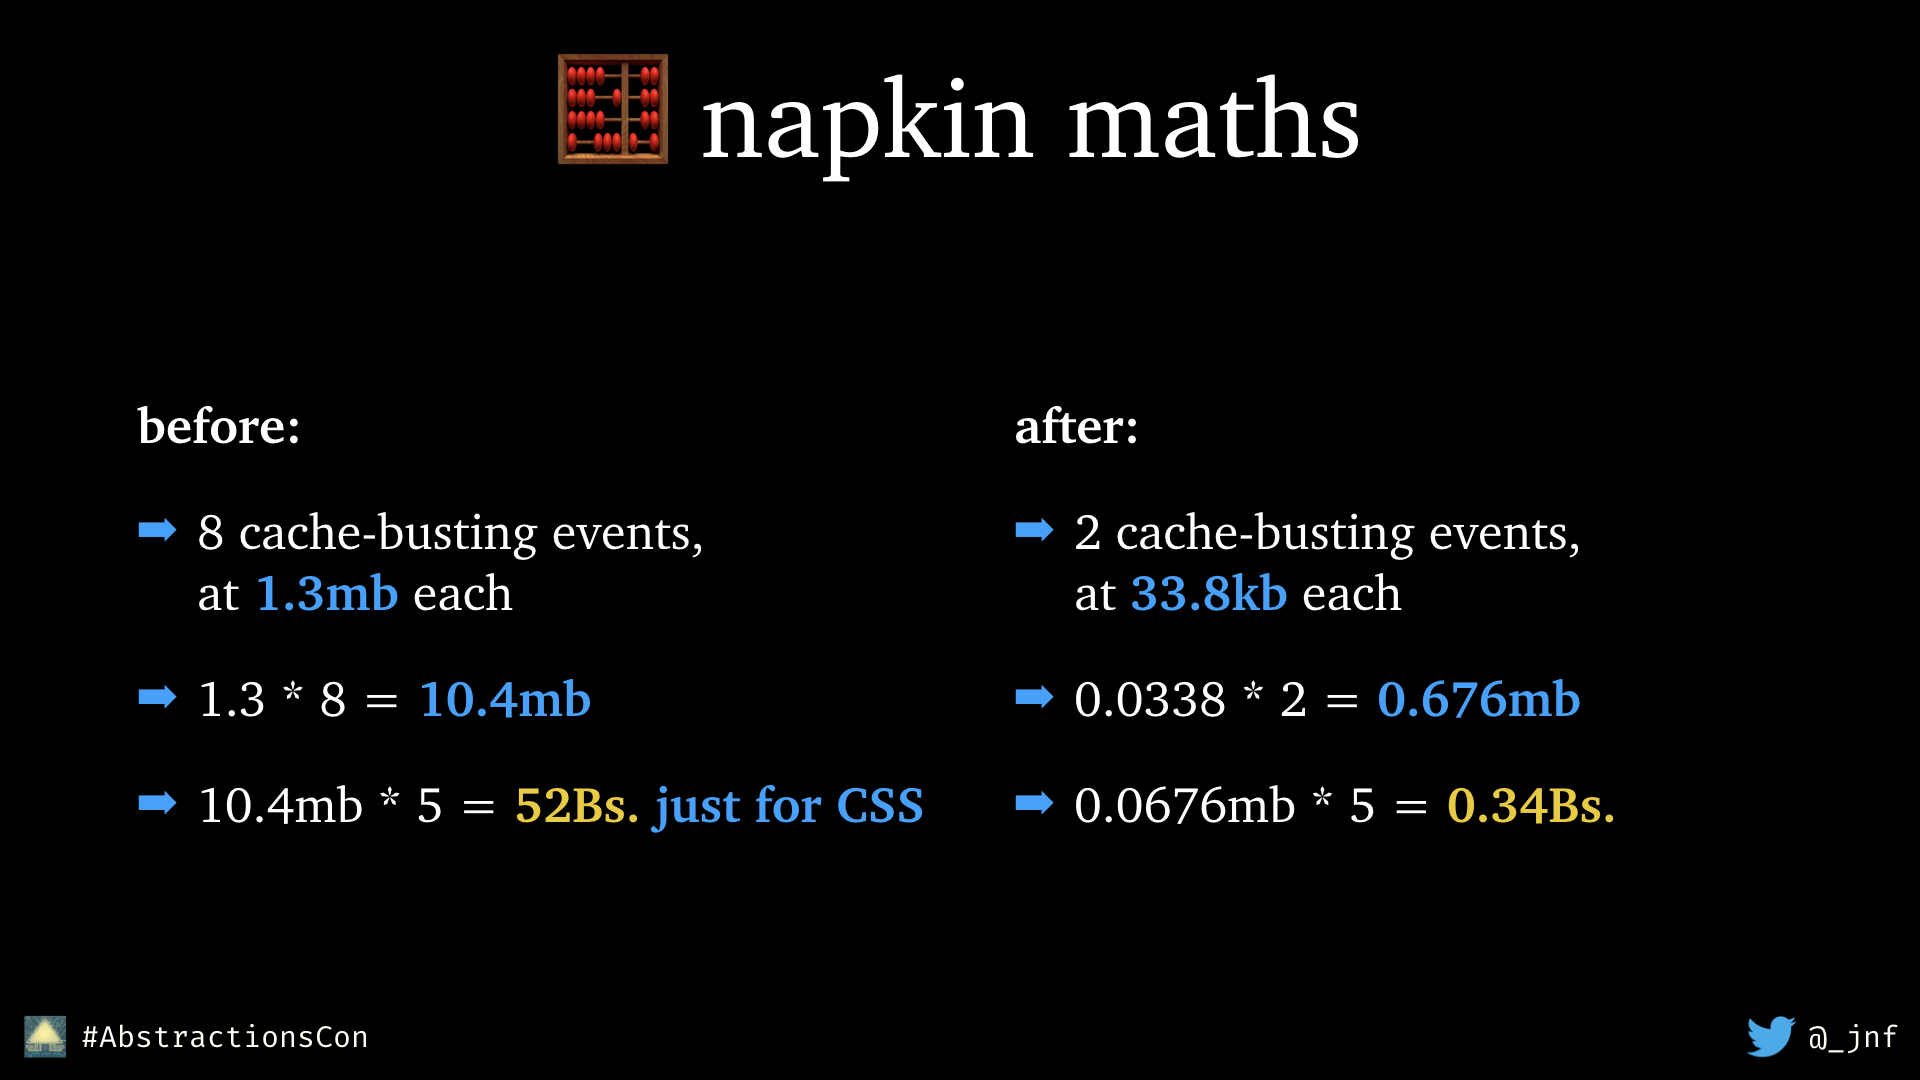 napkin maths
before:
➡ 8 cache-busting events,
at 1.3mb each
➡ 1.3 * 8 = 10.4mb
➡ 10.4mb * 5 = 52Bs. just for CSS
after:
➡ 2 cache-busting events,
at 33.8kb each
➡ 0.0338 * 2 = 0.676mb
➡ 0.0676mb * 5 = 0.34Bs.
#AbstractionsCon
@_jnf